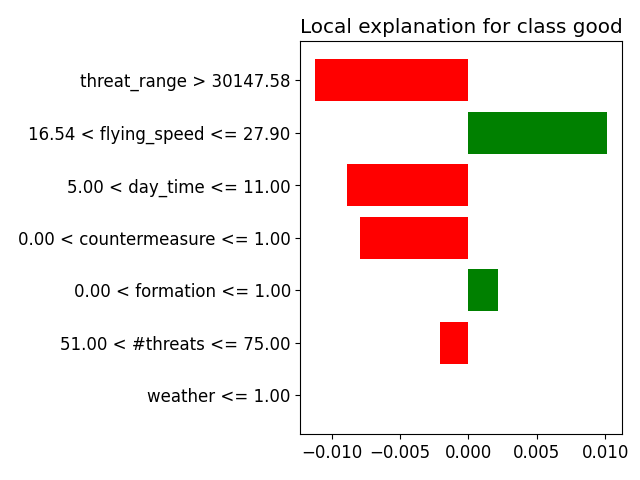 Local explanation for class good
threat_range > 30147.58
16.54 < flying_speed <= 27.90
5.00 < day_time <= 11.00
0.00 < countermeasure <= 1.00
0.00 < formation <= 1.00
51.00 < #threats <= 75.00
weather <= 1.00
−0.010 −0.005 0.000 0.005 0.010